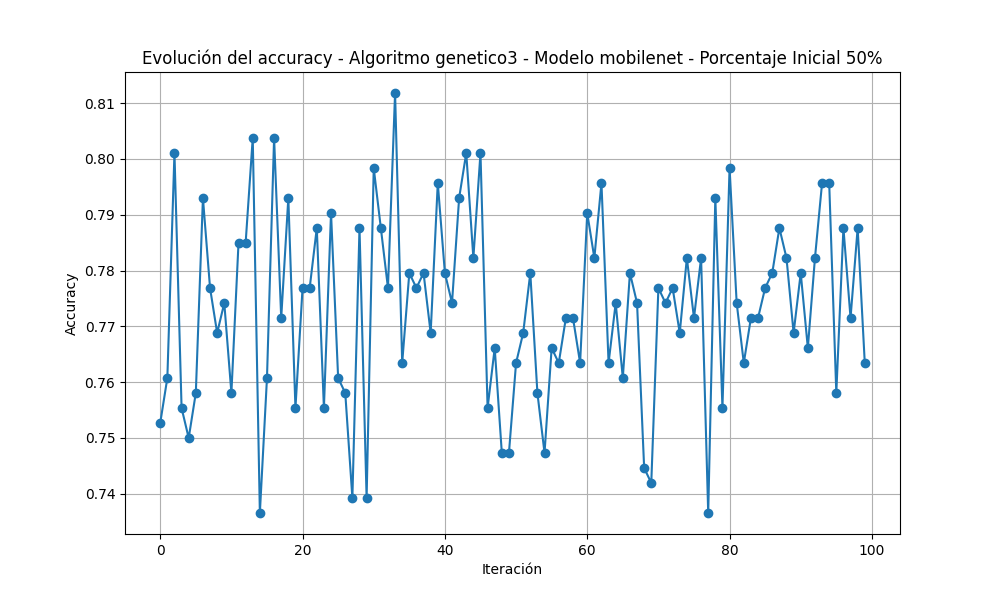 Evolución del accuracy - Algoritmo genetico3 - Modelo mobilenet - Porcentaje Inicial 50%
0.81
0.80
0.79
0.78
0.77
0.76
0.75
0.74
Accuracy
0 20 40 60 80 100
Iteración